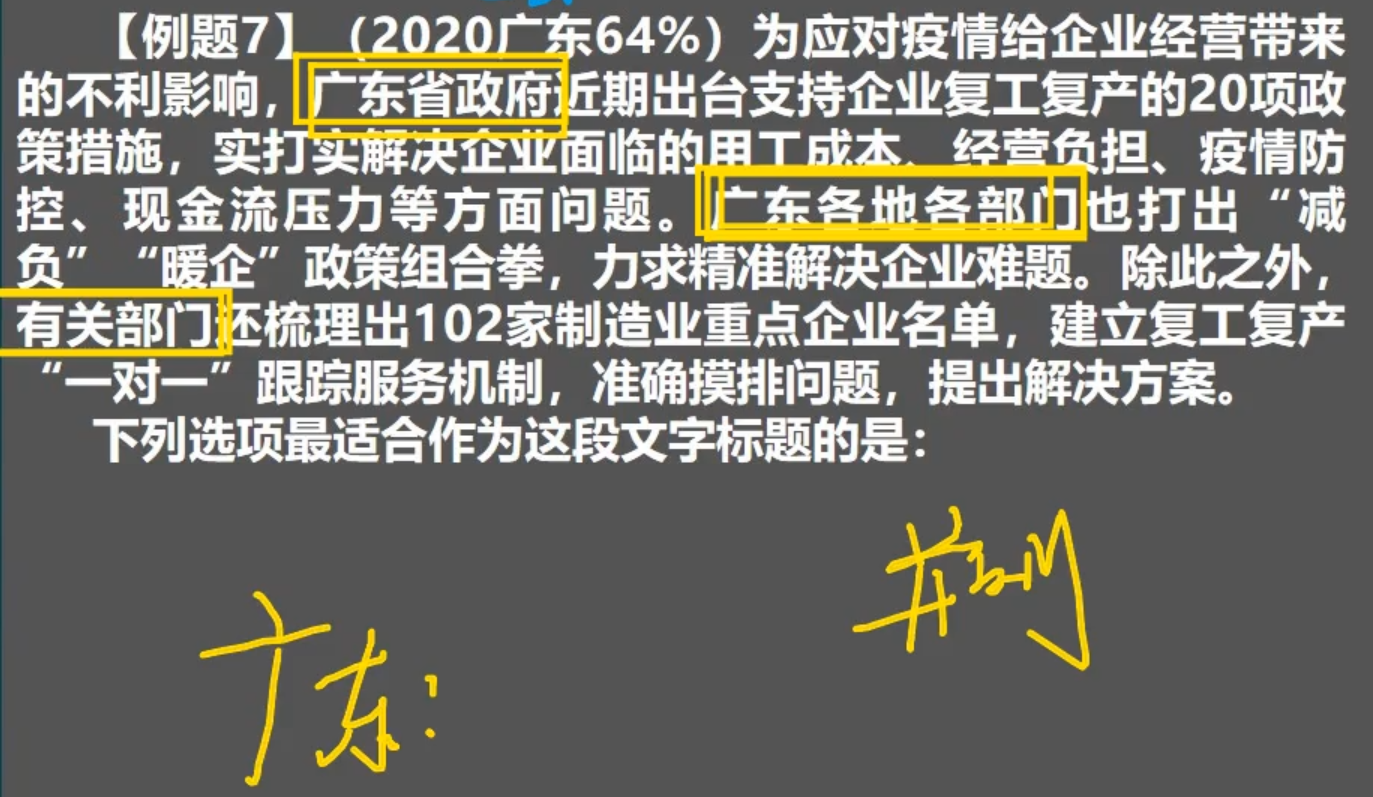 【例题7】（2020广东64%）为应对疫情给企业经营带来
的不利影响，广东省政府近期出台支持企业复工复产的20项政
策措施，实打实解决企业面临的用工成本、经营负担、疫情防
控、现金流压力等方面问题。广东各地各部门也打出“减
负”“暖企”政策组合拳，力求精准解决企业难题。除此之外，
有关部门还梳理出102家制造业重点企业名单，建立复工复产
“一对一”跟踪服务机制，准确摸排问题，提出解决方案。
下列选项最适合作为这段文字标题的是：
广东：